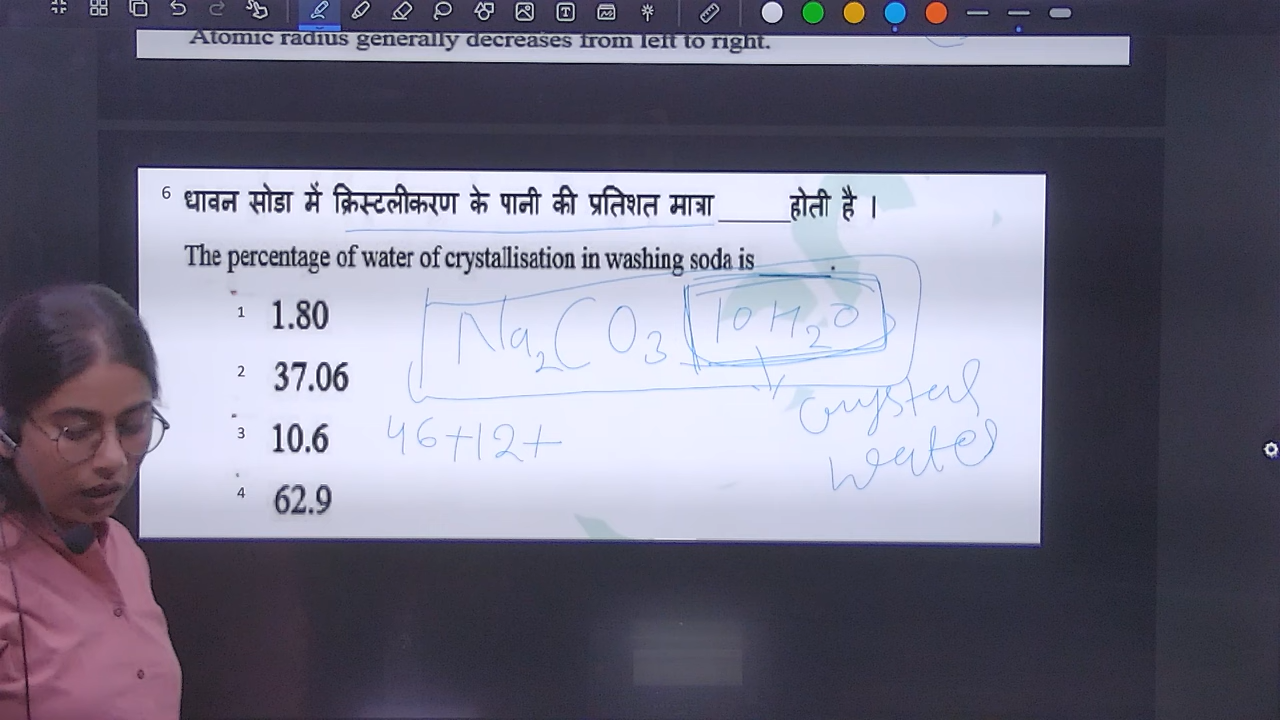 Atomic radius generally decreases from left to right.
6 धावन सोडा में क्रिस्टलीकरण के पानी की प्रतिशत मात्रा _____ होती है ।
The percentage of water of crystallisation in washing soda is _____.
1 1.80
2 37.06
3 10.6
4 62.9
Na2CO3 10H2O
crystal
water
46+12+